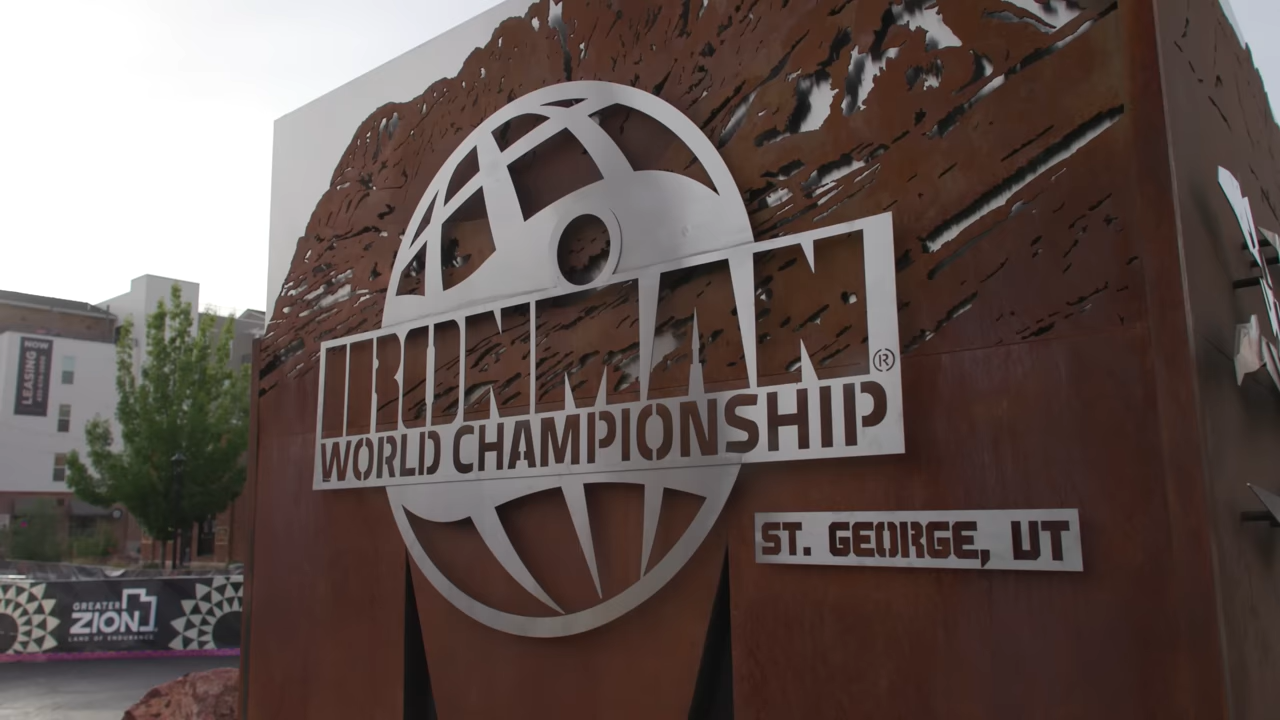 IRONMAN®
WORLD CHAMPIONSHIP
ST. GEORGE, UT
NOW
LEASING
GREATER
ZION
LAND OF ENDURANCE